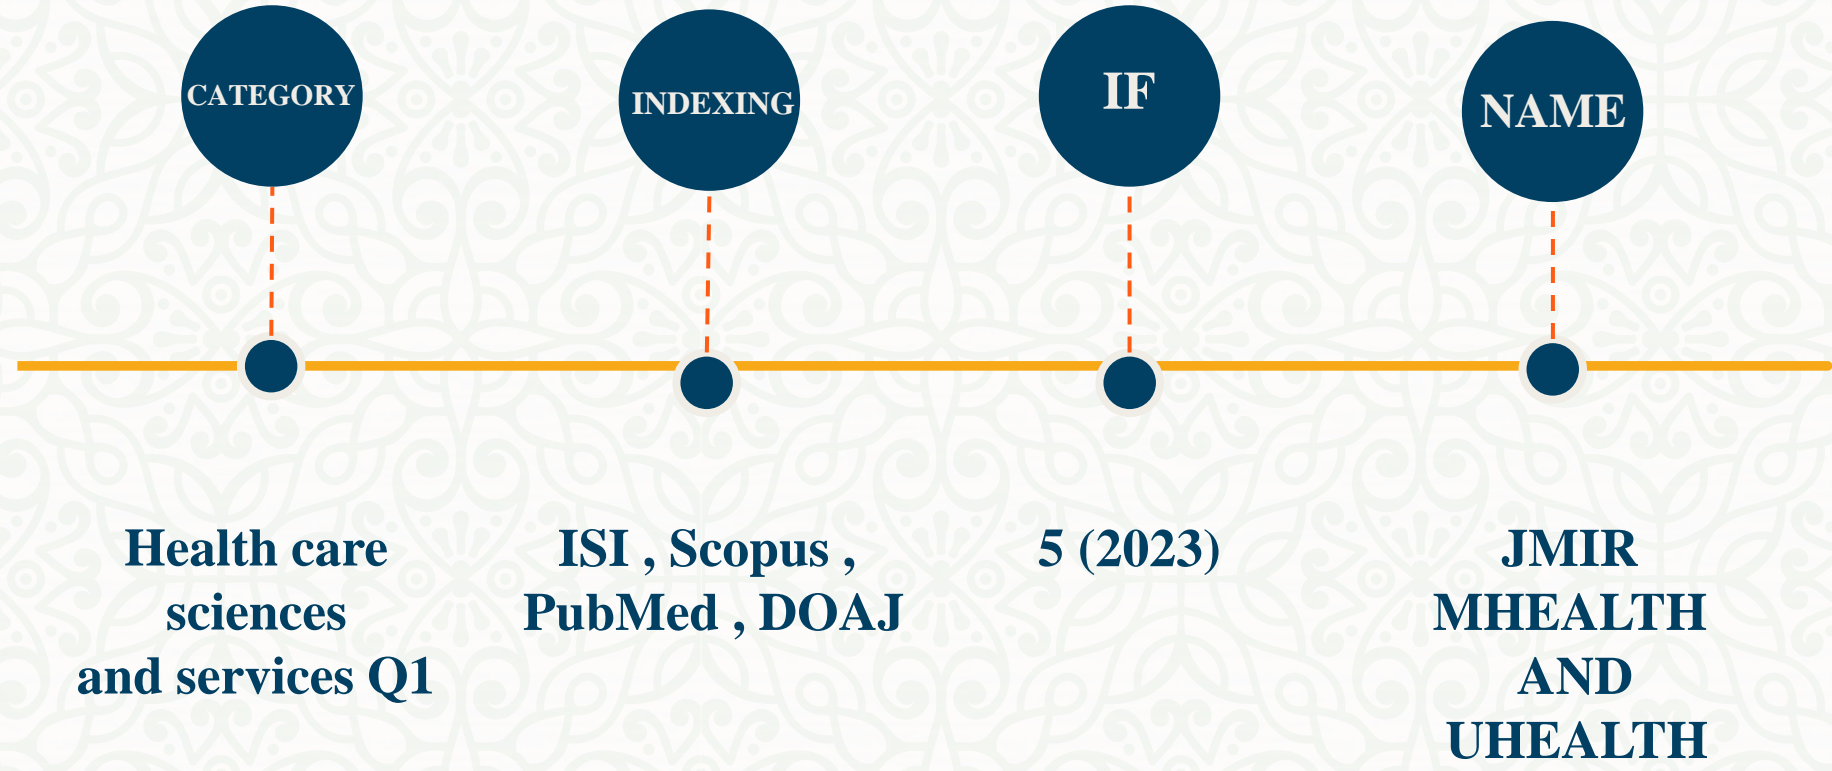 CATEGORY
INDEXING
IF
NAME
Health care
sciences
and services Q1
ISI , Scopus ,
PubMed , DOAJ
5 (2023)
JMIR
MHEALTH
AND
UHEALTH